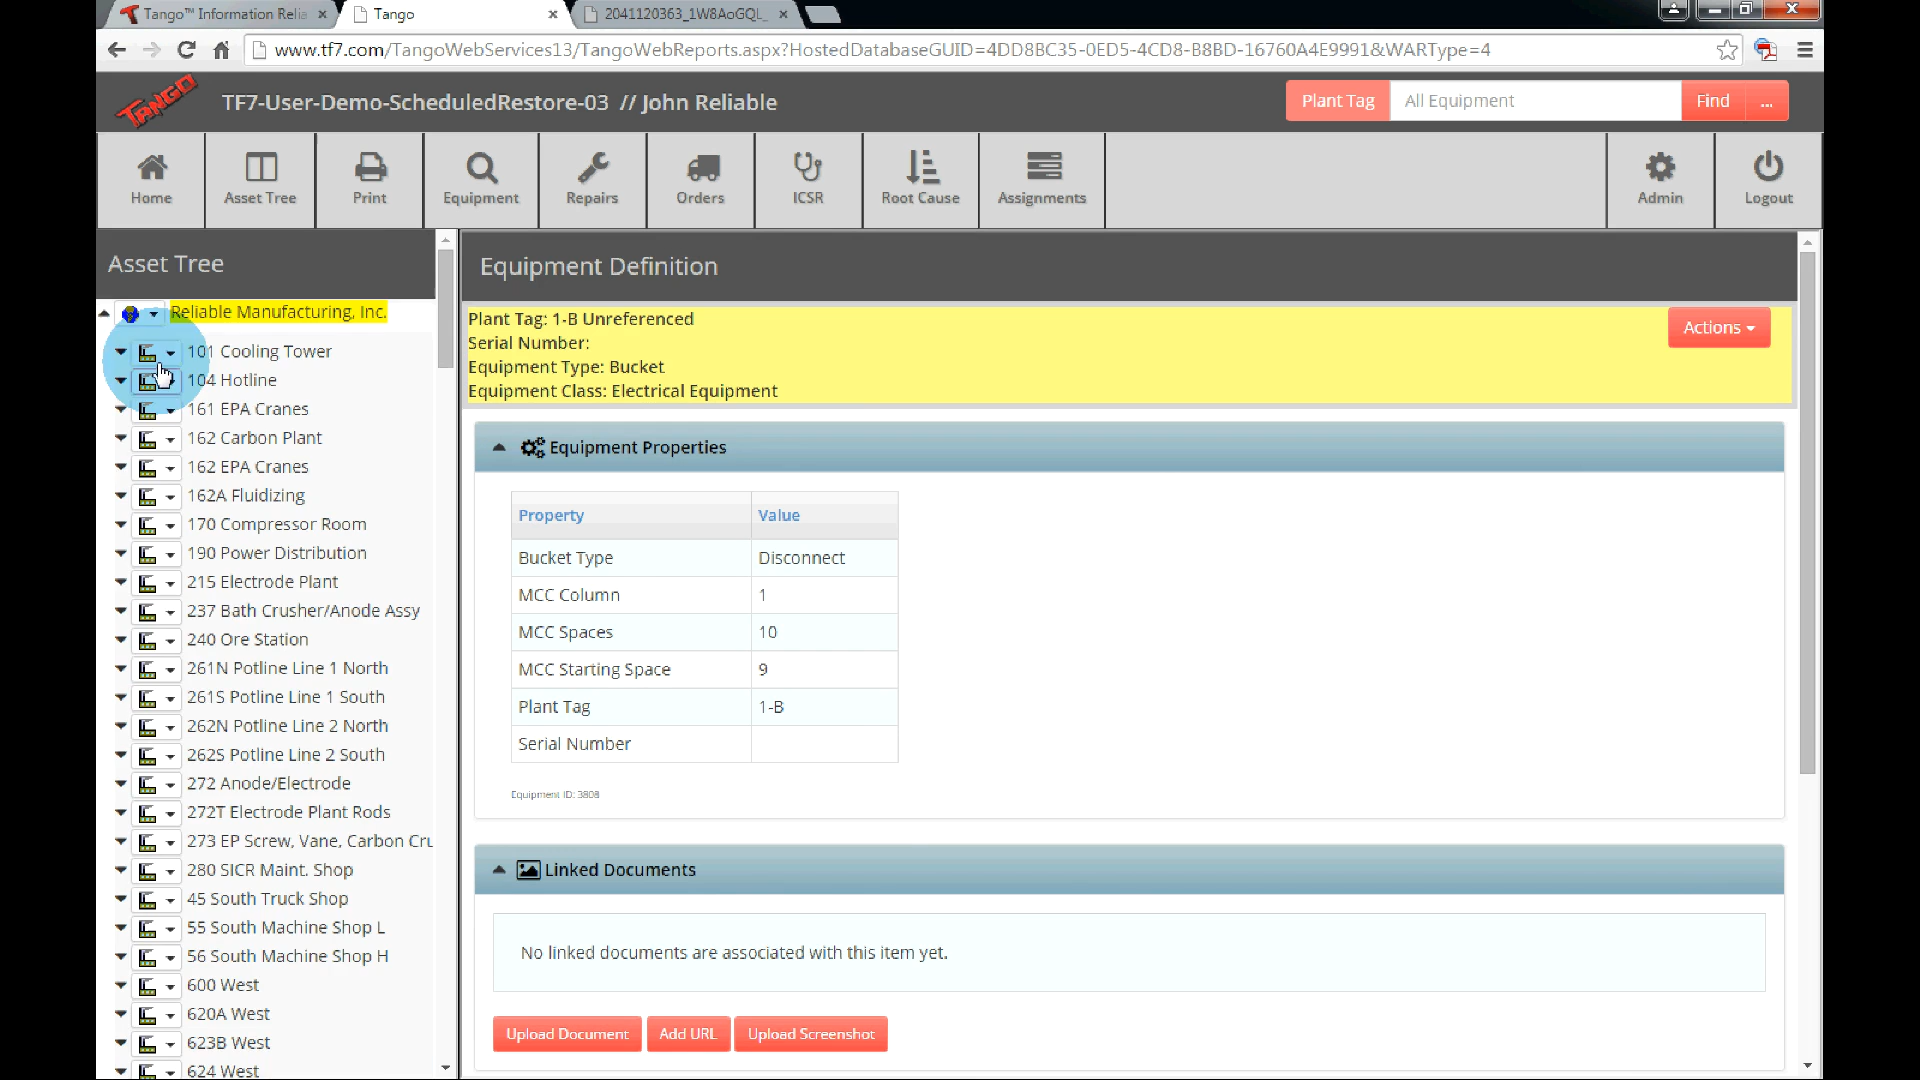 Tango™ Information Relia
Tango
2041120363_1W8AoGQL_
www.tf7.com/TangoWebServices13/TangoWebReports.aspx?HostedDatabaseGUID=4DD8BC35-0ED5-4CD8-B8BD-16760A4E9991&WARType=4
TANGO
TF7-User-Demo-ScheduledRestore-03 // John Reliable
Plant Tag
All Equipment
Find
...
Home
Asset Tree
Print
Equipment
Repairs
Orders
ICSR
Root Cause
Assignments
Admin
Logout
Asset Tree
Reliable Manufacturing, Inc.
101 Cooling Tower
104 Hotline
161 EPA Cranes
162 Carbon Plant
162 EPA Cranes
162A Fluidizing
170 Compressor Room
190 Power Distribution
215 Electrode Plant
237 Bath Crusher/Anode Assy
240 Ore Station
261N Potline Line 1 North
261S Potline Line 1 South
262N Potline Line 2 North
262S Potline Line 2 South
272 Anode/Electrode
272T Electrode Plant Rods
273 EP Screw, Vane, Carbon Cru
280 SICR Maint. Shop
45 South Truck Shop
55 South Machine Shop L
56 South Machine Shop H
600 West
620A West
623B West
624 West
Equipment Definition
Plant Tag: 1-B Unreferenced
Serial Number:
Equipment Type: Bucket
Equipment Class: Electrical Equipment
Actions
Equipment Properties
Property Value
Bucket Type Disconnect
MCC Column 1
MCC Spaces 10
MCC Starting Space 9
Plant Tag 1-B
Serial Number
Equipment ID: 3808
Linked Documents
No linked documents are associated with this item yet.
Upload Document
Add URL
Upload Screenshot